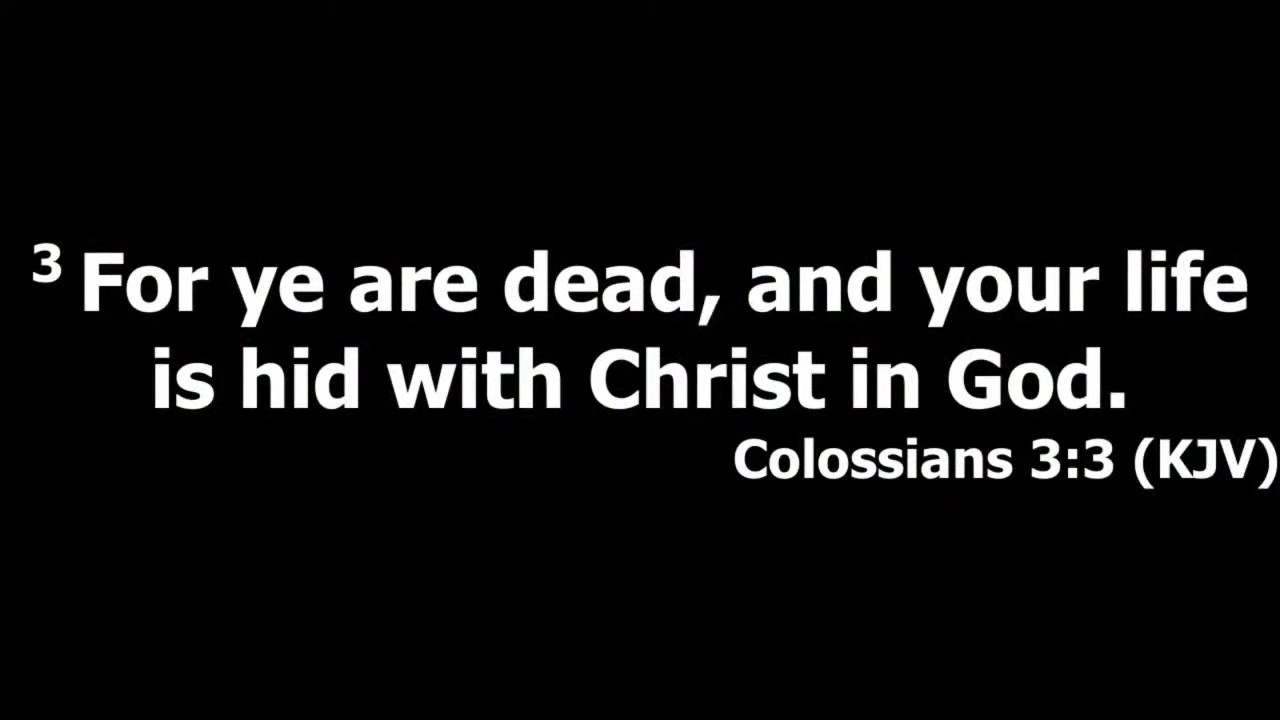 3 For ye are dead, and your life
is hid with Christ in God.
Colossians 3:3 (KJV)